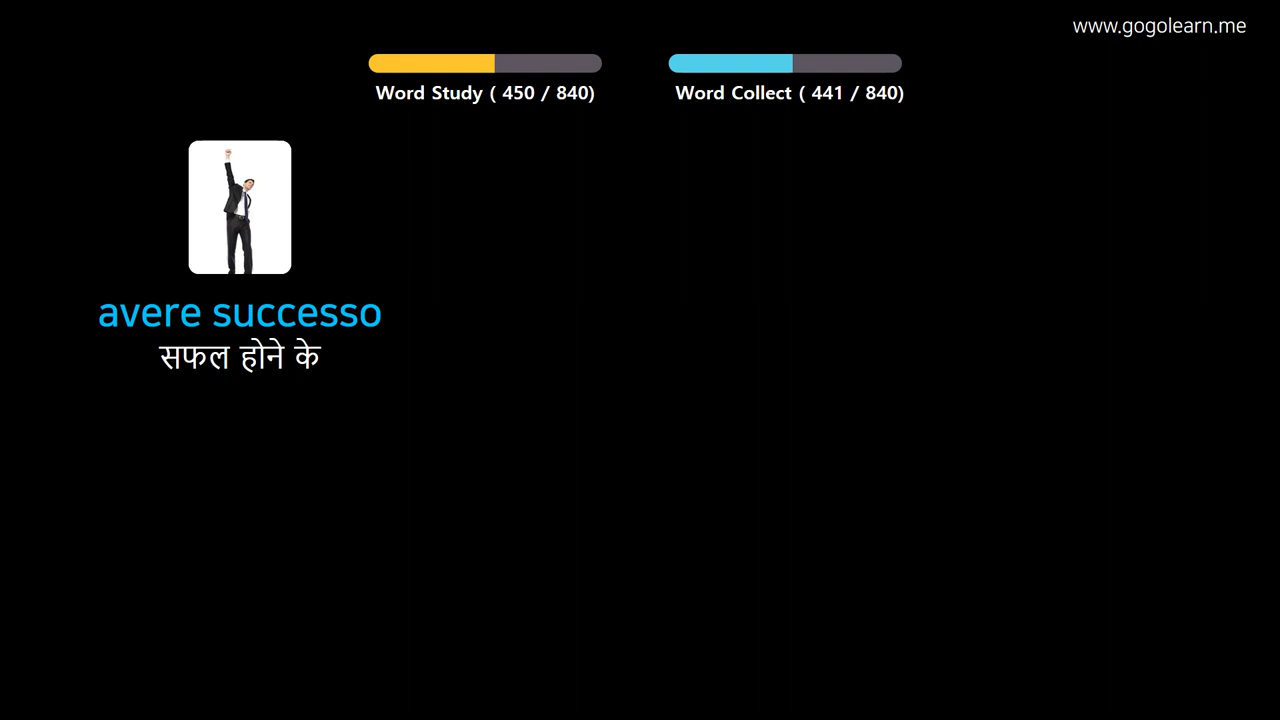 www.gogolearn.me
Word Study ( 450 / 840)
Word Collect ( 441 / 840)
avere successo
सफल होने के